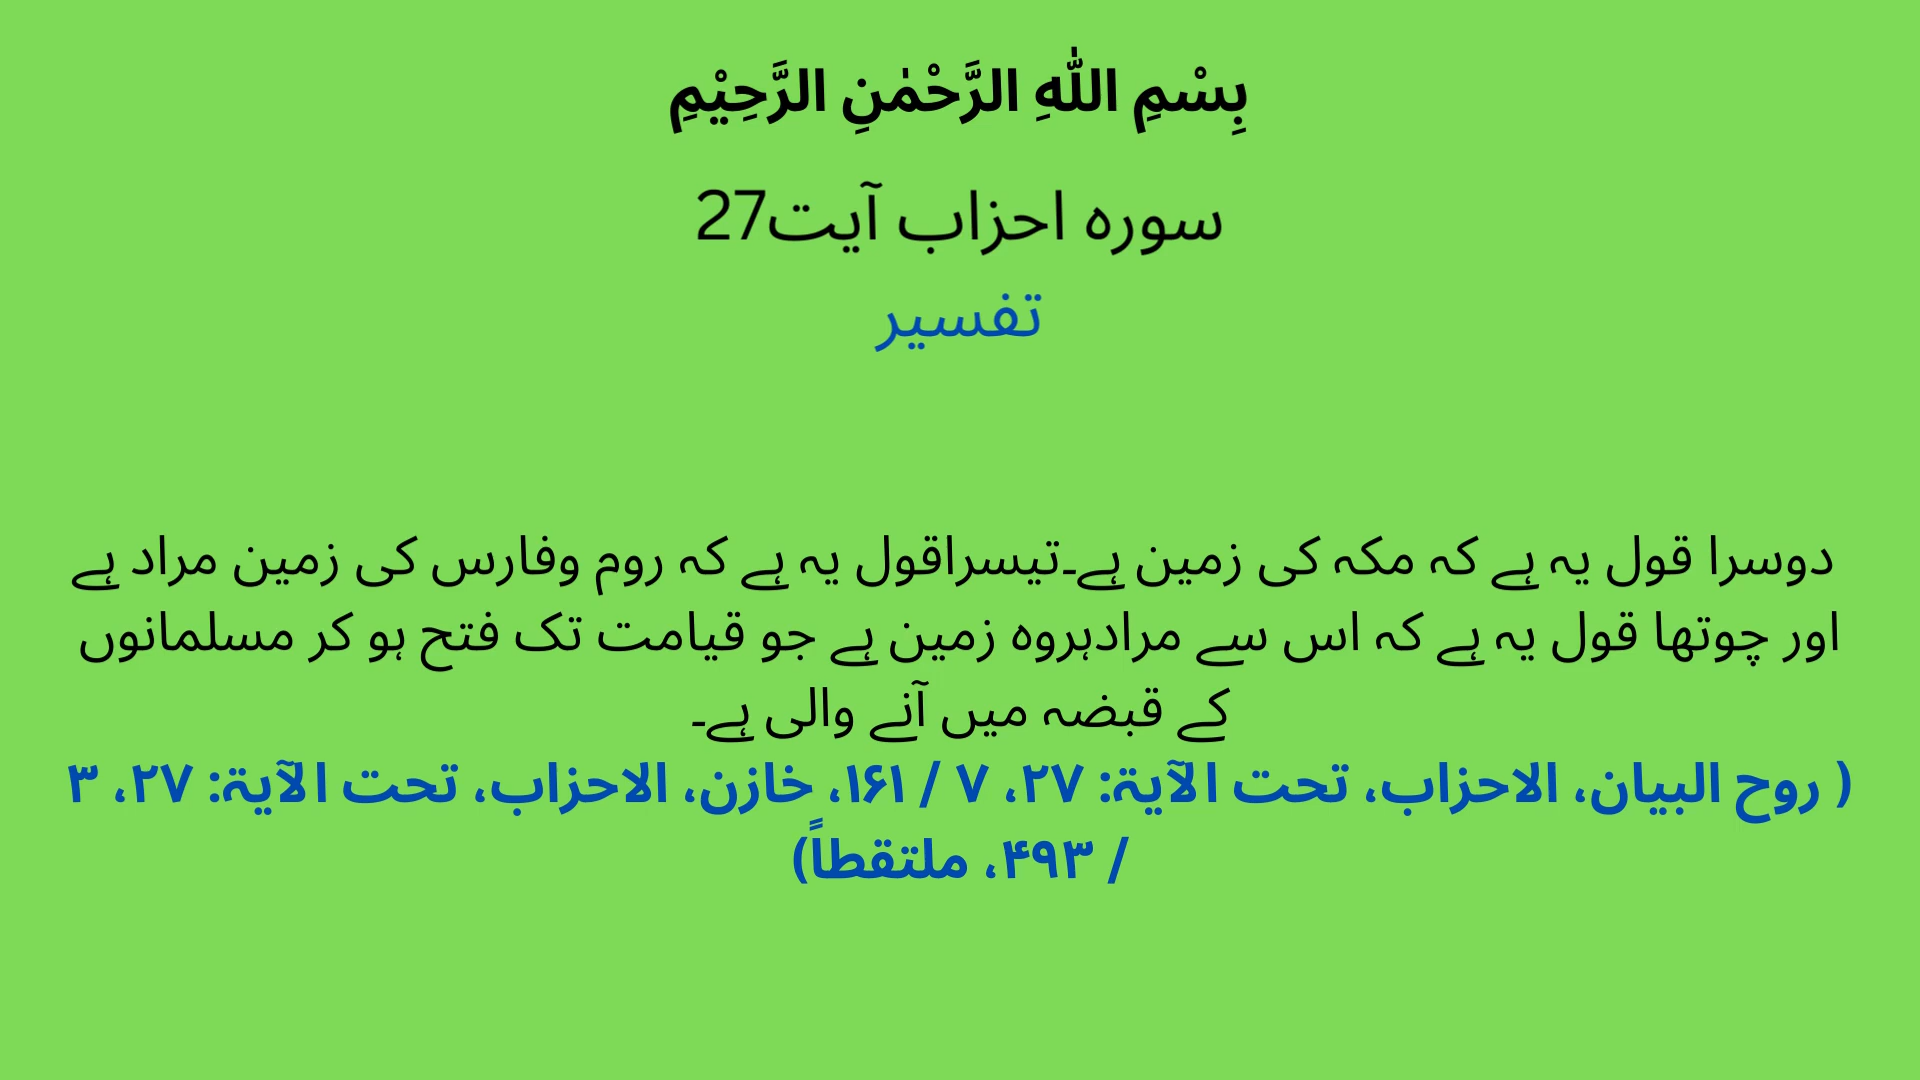 بِسْمِ اللّٰهِ الرَّحْمٰنِ الرَّحِیْمِ
سورہ احزاب آیت27
تفسیر
دوسرا قول یہ ہے کہ مکہ کی زمین ہے۔تیسراقول یہ ہے کہ روم وفارس کی زمین مراد ہے
اور چوتھا قول یہ ہے کہ اس سے مرادہروہ زمین ہے جو قیامت تک فتح ہو کر مسلمانوں
کے قبضہ میں آنے والی ہے۔
( روح البیان، الاحزاب، تحت الآیۃ: ۲۷، ۷ / ۱۶۱، خازن، الاحزاب، تحت الآیۃ: ۲۷، ۳
/ ۴۹۳، ملتقطاً)